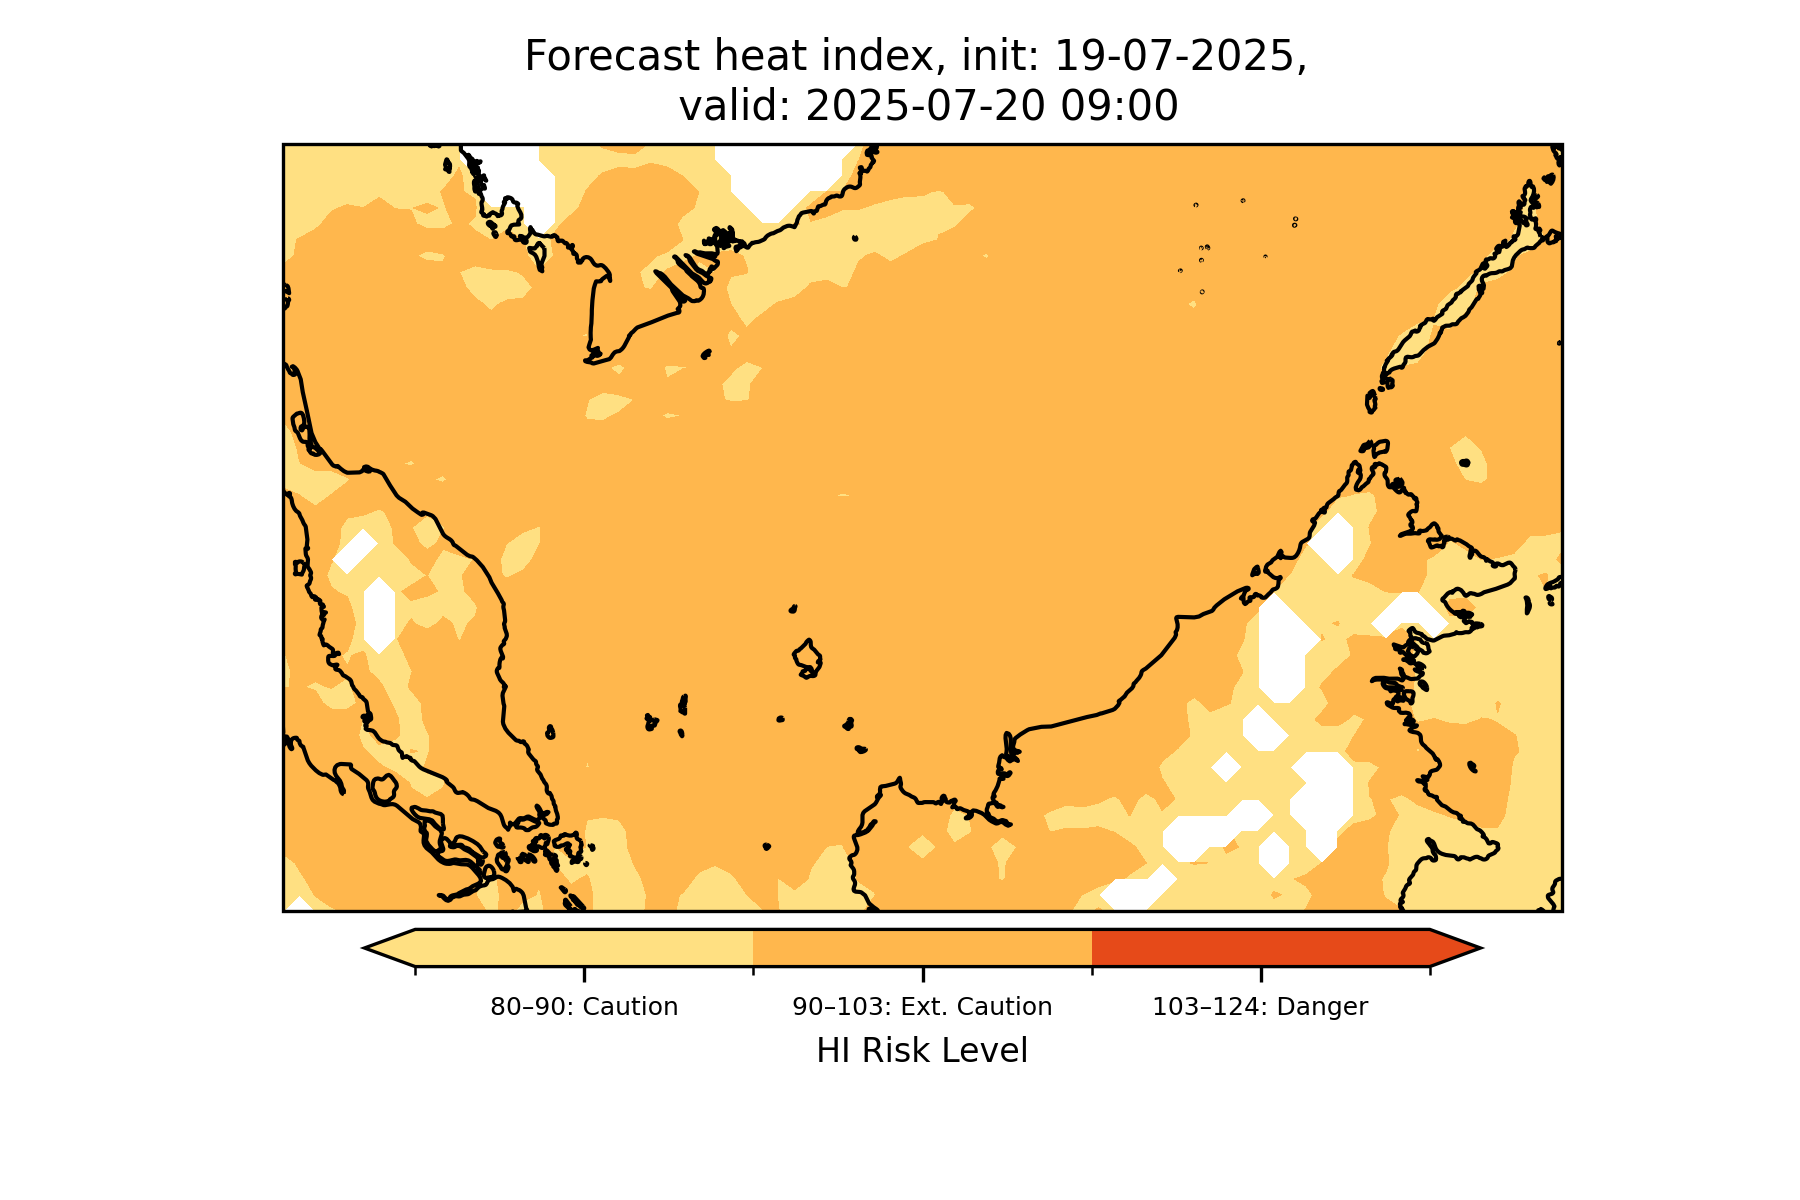 Forecast heat index, init: 19-07-2025,
valid: 2025-07-20 09:00
80–90: Caution
90–103: Ext. Caution
103–124: Danger
HI Risk Level